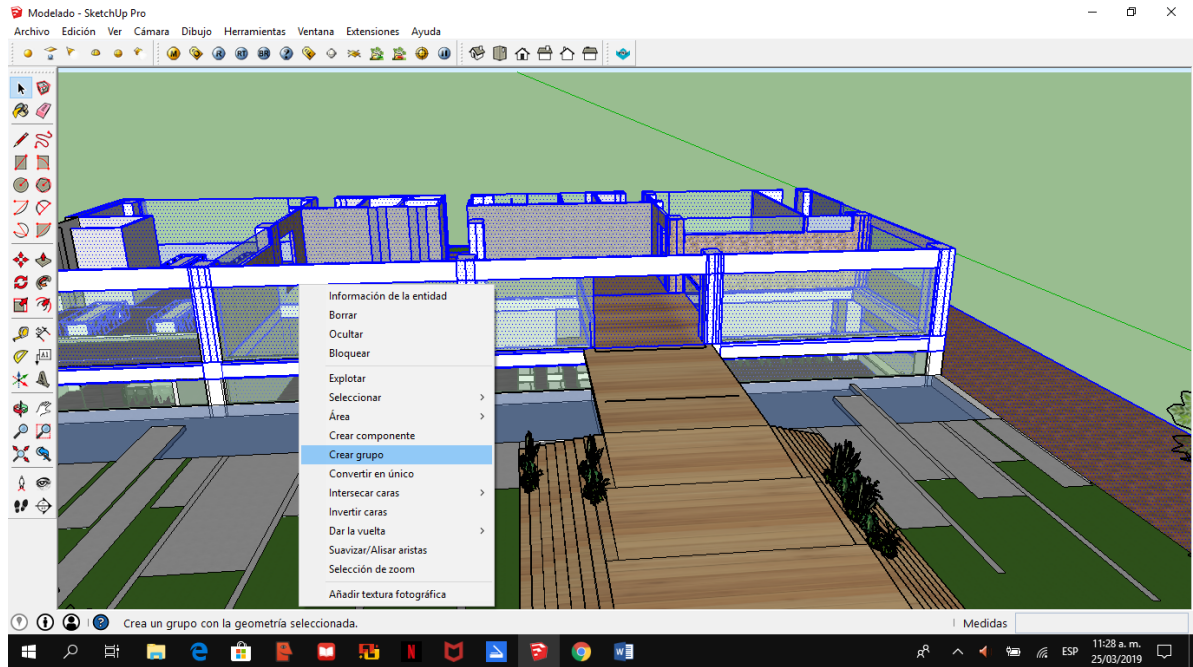 Modelado - SketchUp Pro
Archivo Edición Ver Cámara Dibujo Herramientas Ventana Extensiones Ayuda
Información de la entidad
Borrar
Ocultar
Bloquear
Explotar
Seleccionar
Área
Crear componente
Crear grupo
Convertir en único
Intersecar caras
Invertir caras
Dar la vuelta
Suavizar/Alisar aristas
Selección de zoom
Añadir textura fotográfica
Crea un grupo con la geometría seleccionada.
Medidas
ESP
11:28 a. m.
25/03/2019